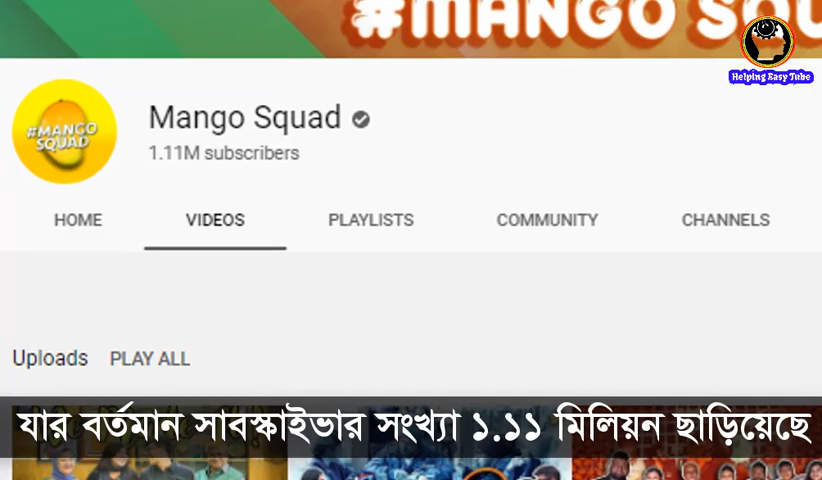 #MANGO SQU
Helping Easy Tube
#MANGO
SQUAD
Mango Squad
1.11M subscribers
HOME VIDEOS PLAYLISTS COMMUNITY CHANNELS
Uploads PLAY ALL
যার বর্তমান সাবস্কাইভার সংখ্যা ১.১১ মিলিয়ন ছাড়িয়েছে